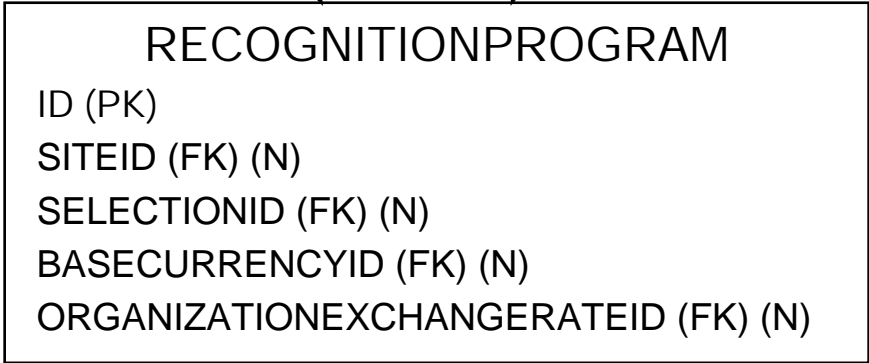 RECOGNITIONPROGRAM
ID (PK)
SITEID (FK) (N)
SELECTIONID (FK) (N)
BASECURRENCYID (FK) (N)
ORGANIZATIONEXCHANGERATEID (FK) (N)